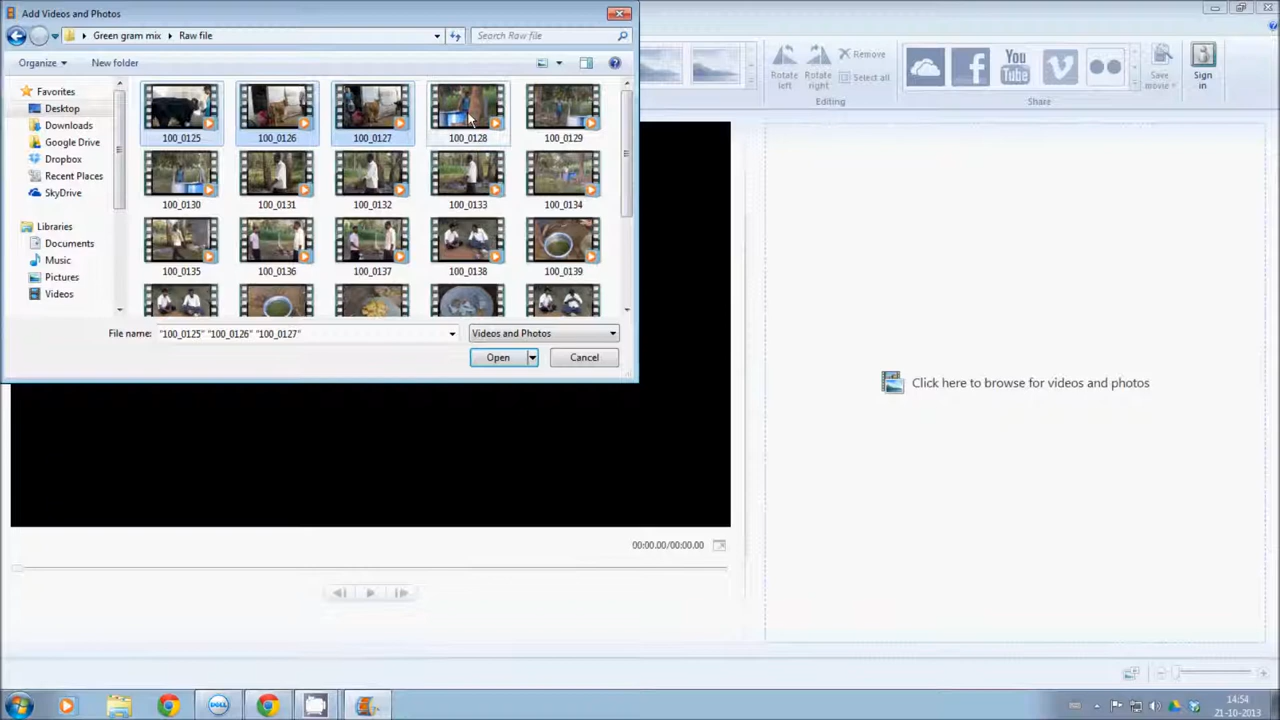 Add Videos and Photos
Green gram mix
Raw file
Search Raw file
Organize
New folder
Favorites
Desktop
Downloads
Google Drive
Dropbox
Recent Places
SkyDrive
Libraries
Documents
Music
Pictures
Videos
100_0125
100_0126
100_0127
100_0128
100_0129
100_0130
100_0131
100_0132
100_0133
100_0134
100_0135
100_0136
100_0137
100_0138
100_0139
File name:
"100_0125" "100_0126" "100_0127"
Videos and Photos
Open
Cancel
Rotate left
Rotate right
Remove
Select all
Editing
You Tube
Share
Save movie
Sign in
Click here to browse for videos and photos
00:00.00/00:00.00
DELL
14:54
21-10-2013